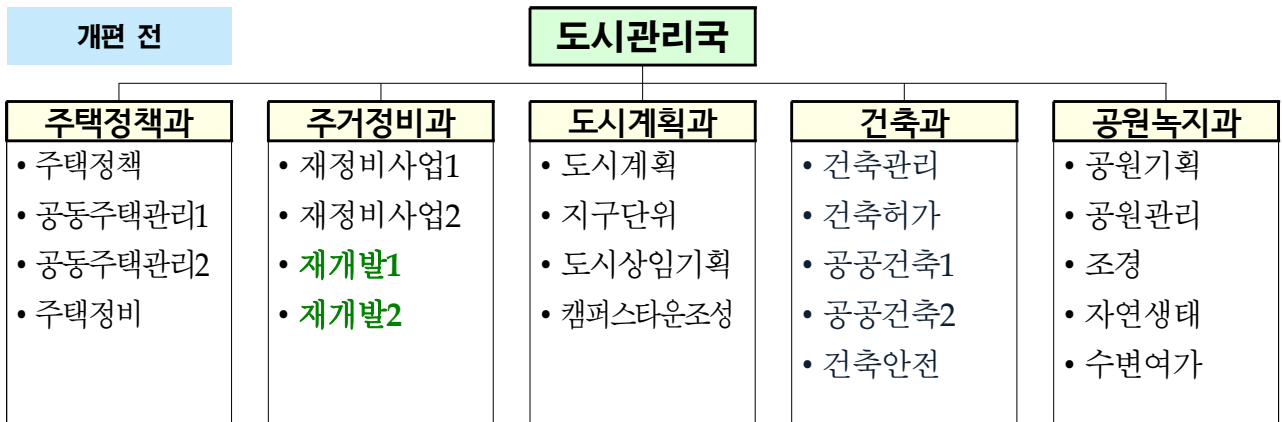 개편 전
도시관리국
주택정책과
• 주택정책
• 공동주택관리1
• 공동주택관리2
• 주택정비
주거정비과
• 재정비사업1
• 재정비사업2
• 재개발1
• 재개발2
도시계획과
• 도시계획
• 지구단위
• 도시상임기획
• 캠퍼스타운조성
건축과
• 건축관리
• 건축허가
• 공공건축1
• 공공건축2
• 건축안전
공원녹지과
• 공원기획
• 공원관리
• 조경
• 자연생태
• 수변여가